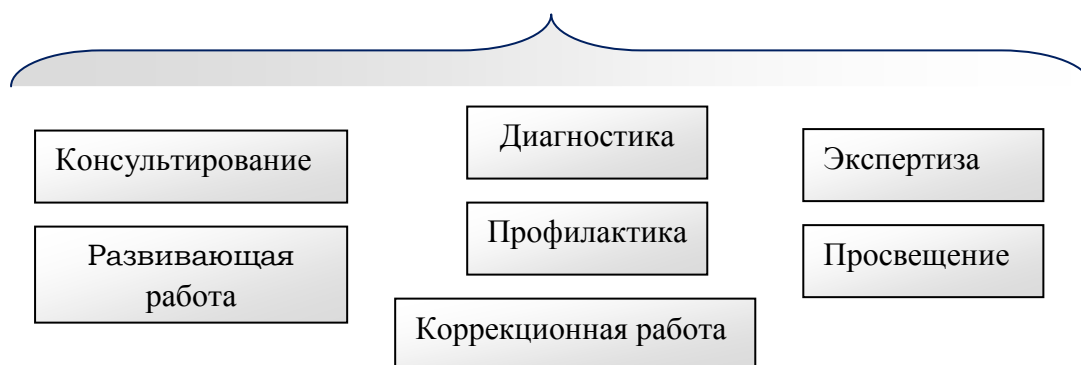 Консультирование
Диагностика
Экспертиза
Развивающая
работа
Профилактика
Просвещение
Коррекционная работа